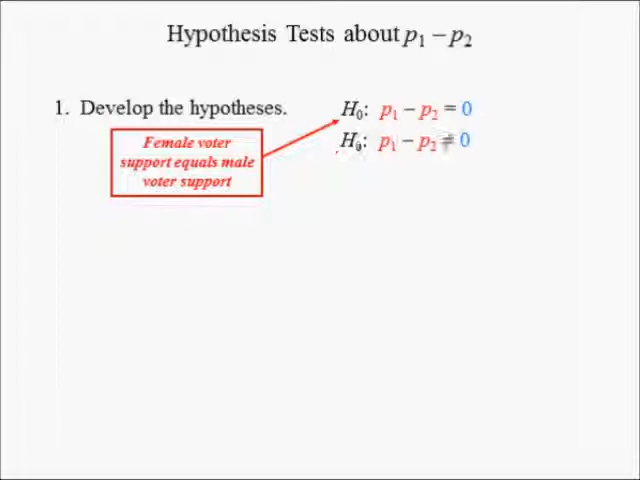 Hypothesis Tests about p₁ – p₂
1. Develop the hypotheses.
H₀: p₁ – p₂ = 0
Female voter
support equals male
voter support
p₁ – p₂ ≠ 0